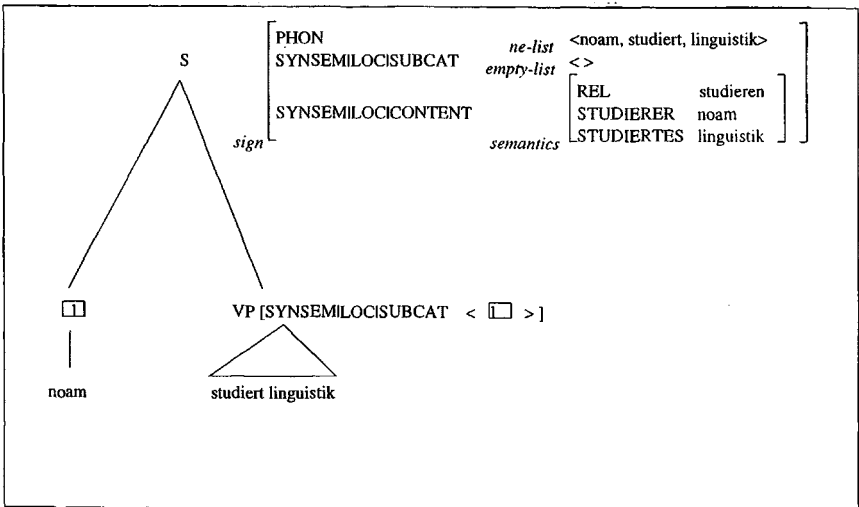 S
PHON ne-list <noam, studiert, linguistik>
SYNSEM|LOC|SUBCAT empty-list < >
REL studieren
SYNSEM|LOC|CONTENT STUDIERER noam
sign semantics STUDIERTES linguistik
1 VP [SYNSEM|LOC|SUBCAT < 1 > ]
noam studiert linguistik